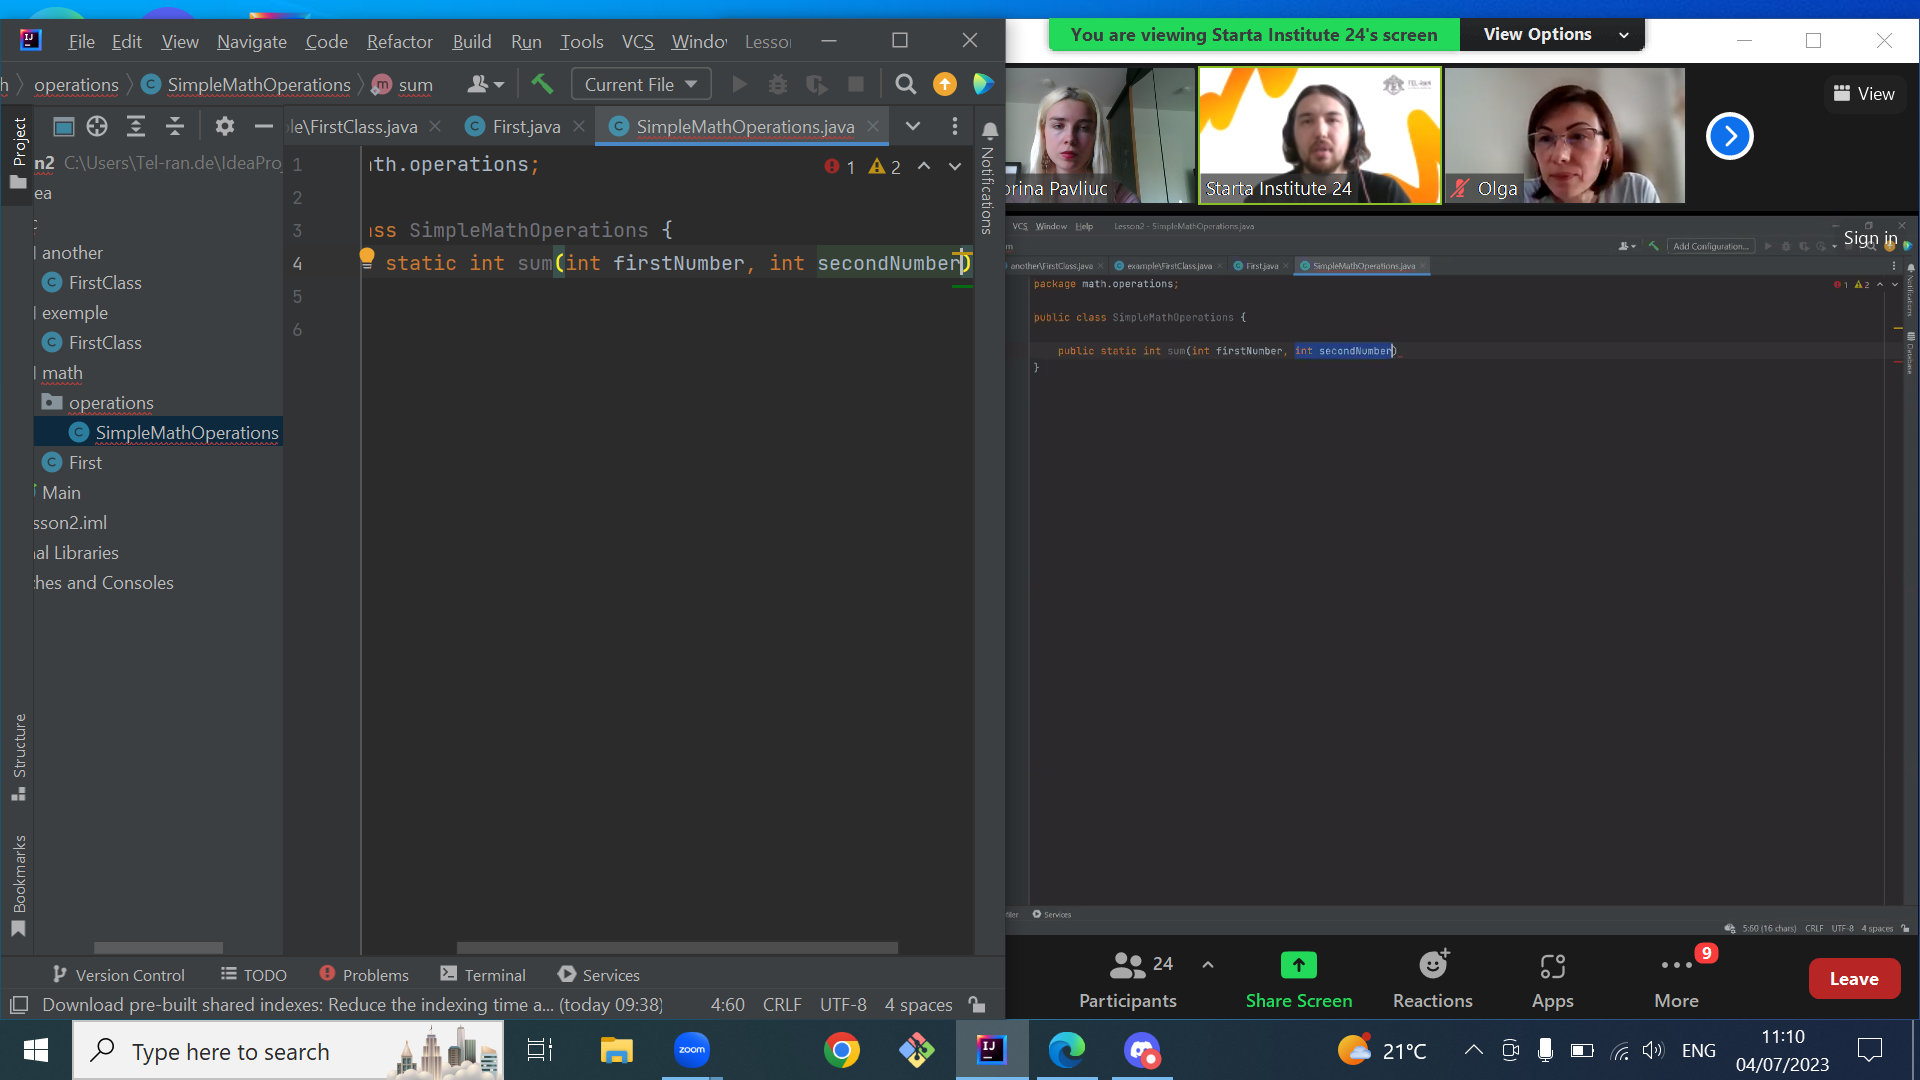 File Edit View Navigate Code Refactor Build Run Tools VCS Windo Lesso
operations SimpleMathOperations sum Current File
le\FirstClass.java First.java SimpleMathOperations.java
Project
n2 C:\Users\Tel-ran.de\IdeaPro
ea
another
FirstClass
exemple
FirstClass
math
operations
SimpleMathOperations
First
Main
sson2.iml
al Libraries
ches and Consoles
Structure
Bookmarks
1 ath.operations;
1 2
2
3 ass SimpleMathOperations {
4 static int sum(int firstNumber, int secondNumber)
5
6
Notifications
Version Control TODO Problems Terminal Services
Download pre-built shared indexes: Reduce the indexing time a... (today 09:38) 4:60 CRLF UTF-8 4 spaces
You are viewing Starta Institute 24's screen View Options
rina Pavliuc
TEL-RAN
Starta Institute 24
Olga
View
VCS Window Help Lesson2 - SimpleMathOperations.java
Sign in
Add Configuration...
another\FirstClass.java example\FirstClass.java First.java SimpleMathOperations.java
package math.operations;
1 2
public class SimpleMathOperations {
public static int sum(int firstNumber, int secondNumber)
}
Notifications
Database
Services
5:60 (16 chars) CRLF UTF-8 4 spaces
24 9
Participants Share Screen Reactions Apps More Leave
Type here to search
zoom
21°C ENG 11:10
04/07/2023